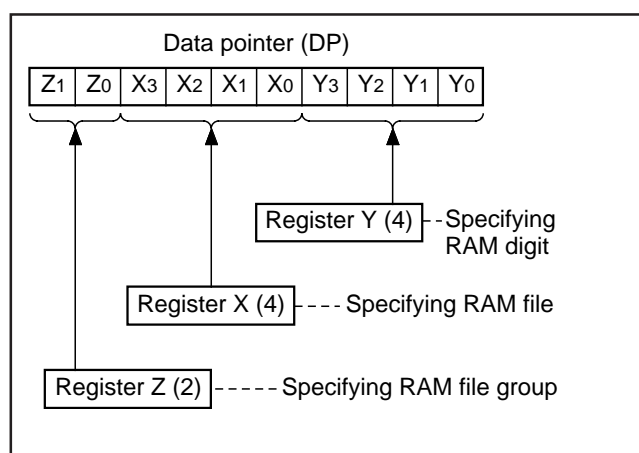 Data pointer (DP)
Z1 Z0 X3 X2 X1 X0 Y3 Y2 Y1 Y0
Register Y (4) Specifying
RAM digit
Register X (4) Specifying RAM file
Register Z (2) Specifying RAM file group